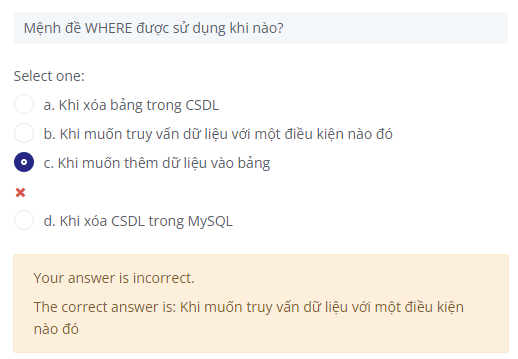 Mệnh đề WHERE được sử dụng khi nào?
Select one:
a. Khi xóa bảng trong CSDL
b. Khi muốn truy vấn dữ liệu với một điều kiện nào đó
c. Khi muốn thêm dữ liệu vào bảng
d. Khi xóa CSDL trong MySQL
Your answer is incorrect.
The correct answer is: Khi muốn truy vấn dữ liệu với một điều kiện
nào đó